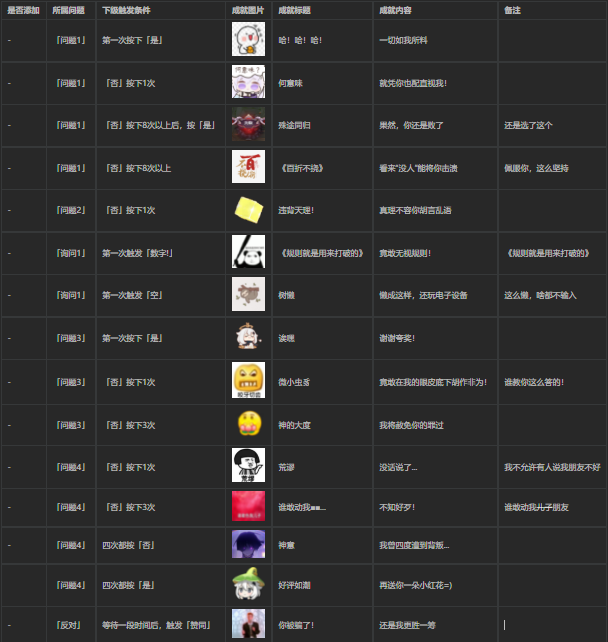 是否添加 所属问题 下级触发条件 成就图片 成就标题 成就内容 备注
- 「问题1」 第一次按下「是」 哈！哈！哈！ 一切如我所料
- 「问题1」 「否」按下1次 何意味 就凭你也配直视我！
- 「问题1」 「否」按下8次以上后，按「是」 殊途同归 果然，你还是败了 还是选了这个
- 「问题1」 「否」按下8次以上 《百折不挠》 看来"没人"能将你击溃 佩服你，这么坚持
- 「问题2」 「否」按下1次 违背天理！ 真理不容你胡言乱语
- 「询问1」 第一次触发「数字!」 《规则就是用来打破的》 竟敢无视规则！ 《规则就是用来打破的》
- 「询问1」 第一次触发「空」 树懒 懒成这样，还玩电子设备 这么懒，啥都不输入
- 「问题3」 第一次按下「是」 诶嘿 谢谢夸奖！
- 「问题3」 「否」按下1次 微小虫豸 竟敢在我的眼皮底下胡作非为！ 谁教你这么答的！
咬牙切齿
- 「问题3」 「否」按下3次 神的大度 我将赦免你的罪过
- 「问题4」 「否」按下1次 荒谬 没话说了... 我不允许有人说我朋友不好
荒谬
- 「问题4」 「否」按下3次 谁敢动我■■... 不知好歹！ 谁敢动我儿子朋友
- 「问题4」 四次都按「否」 神意 我曾四度遭到背叛...
- 「问题4」 四次都按「是」 好评如潮 再送你一朵小红花=)
- 「反对」 等待一段时间后，触发「赞同」 你被骗了！ 还是我更胜一筹